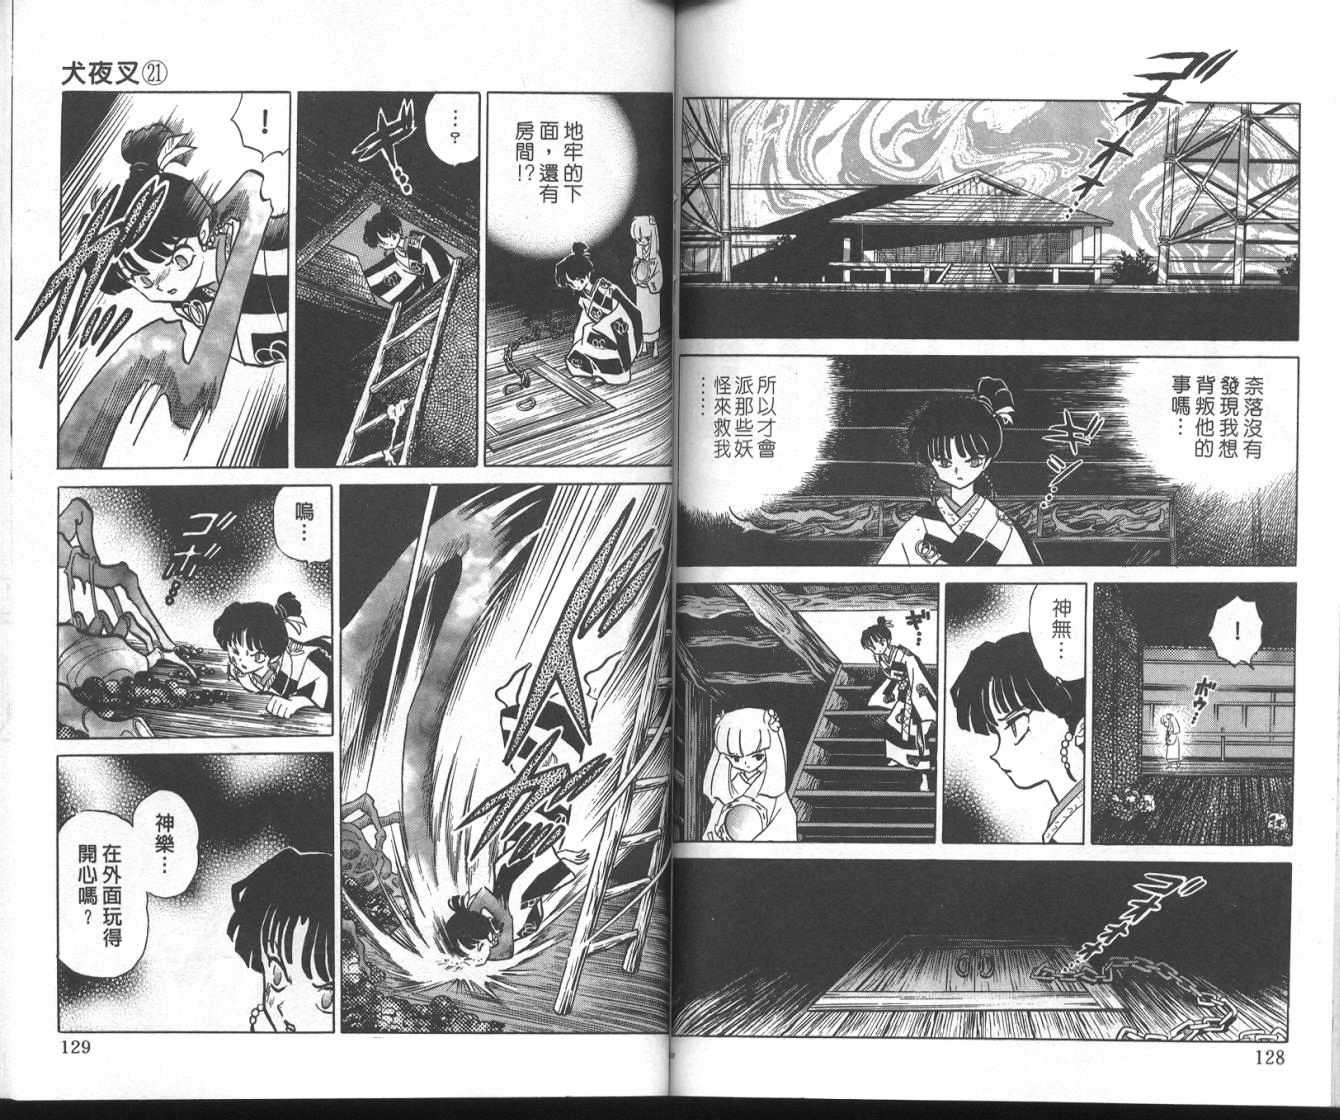 犬夜叉㉑
ゴオオ…
奈落沒有
發現我想
背叛他的
事嗎…
ギシ…
所以才會
派那些妖
怪來救我
……
！
ボウ…
神無…
ギ…
ゴオオオオ…
128
地牢的下
面，還有
房間!?
…？
！
嗚…
ゴボ…
神樂…
在外面玩得
開心嗎？
129